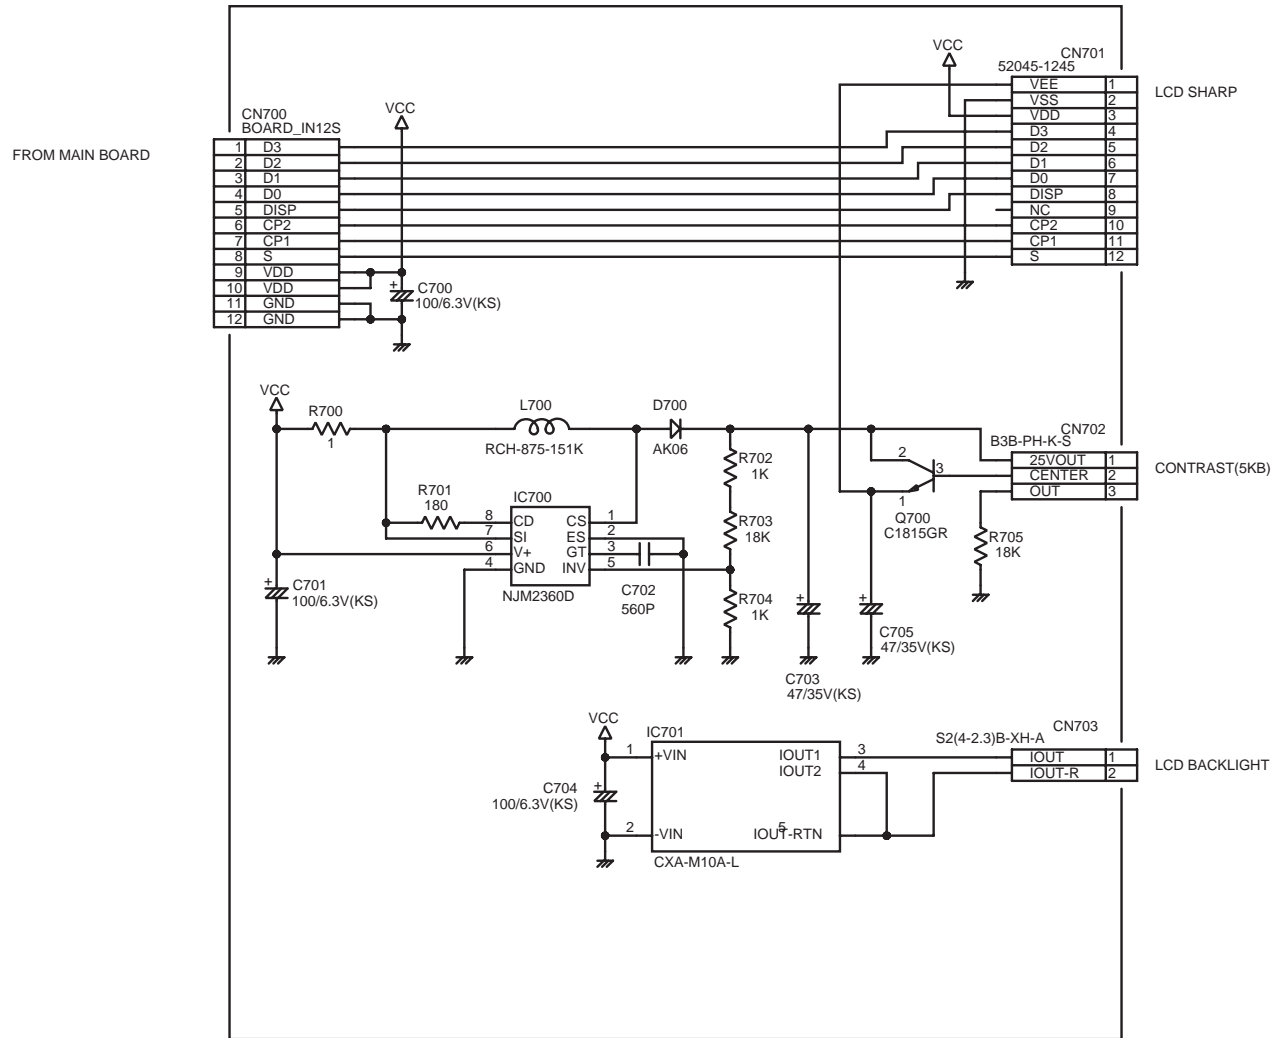 VCC
CN701
52045-1245
VEE 1
VSS 2
VDD 3
D3 4
D2 5
D1 6
D0 7
DISP 8
NC 9
CP2 10
CP1 11
S 12
LCD SHARP
FROM MAIN BOARD
CN700
BOARD_IN12S
1 D3
2 D2
3 D1
4 D0
5 DISP
6 CP2
7 CP1
8 S
9 VDD
10 VDD
11 GND
12 GND
VCC
+
C700
100/6.3V(KS)
VCC
R700
1
L700
RCH-875-151K
D700
AK06
R701
180
IC700
8 CD
7 SI
6 V+
4 GND
CS 1
ES 2
GT 3
INV 5
NJM2360D
+
C701
100/6.3V(KS)
C702
560P
R702
1K
R703
18K
R704
1K
+
C703
47/35V(KS)
+
C705
47/35V(KS)
2
3
1
Q700
C1815GR
CN702
B3B-PH-K-S
25VOUT 1
CENTER 2
OUT 3
CONTRAST(5KB)
R705
18K
VCC
+
C704
100/6.3V(KS)
IC701
1 +VIN
2 -VIN
IOUT1 3
IOUT2 4
IOUT-RTN 5
CXA-M10A-L
CN703
S2(4-2.3)B-XH-A
IOUT 1
IOUT-R 2
LCD BACKLIGHT